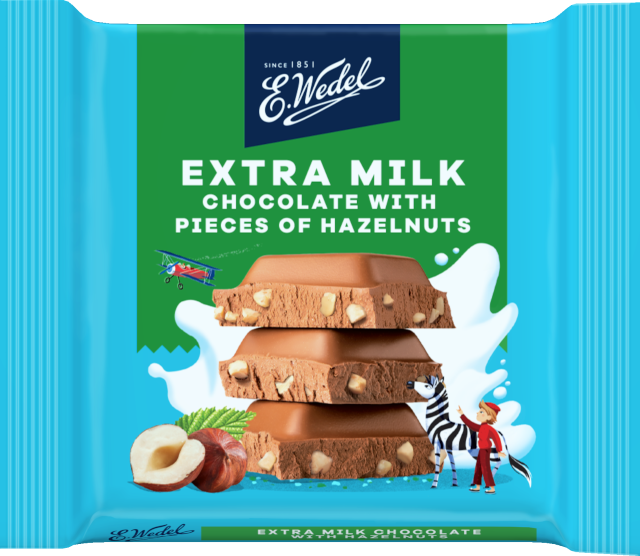 SINCE 1851
E. Wedel
EXTRA MILK
CHOCOLATE WITH
PIECES OF HAZELNUTS
E. Wedel
EXTRA MILK CHOCOLATE
WITH HAZELNUTS